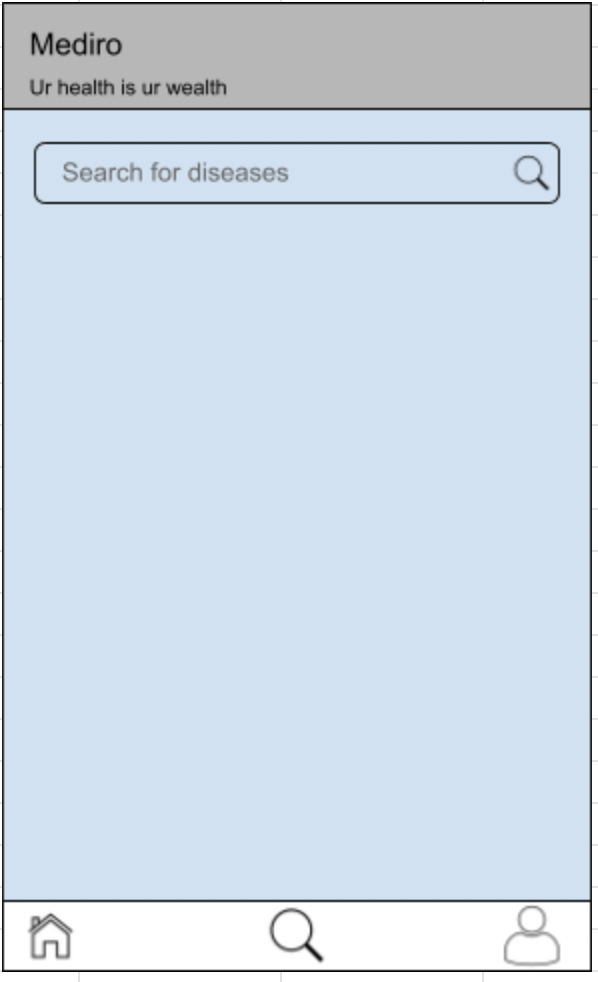 Mediro
Ur health is ur wealth
Search for diseases